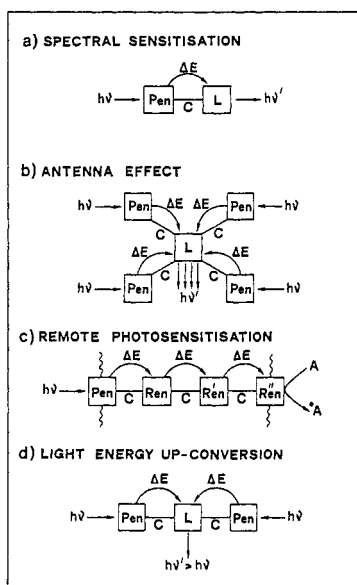 a) SPECTRAL SENSITISATION
ΔE
hν Pen C L hν'
b) ANTENNA EFFECT
hν Pen ΔE ΔE Pen hν
C C
L
ΔE ΔE
hν Pen C hν' C Pen hν
c) REMOTE PHOTOSENSITISATION
ΔE ΔE ΔE A
hν Pen C Ren C Ren' C Ren"
*A
d) LIGHT ENERGY UP-CONVERSION
ΔE ΔE
hν Pen C L C Pen hν
hν' > hν